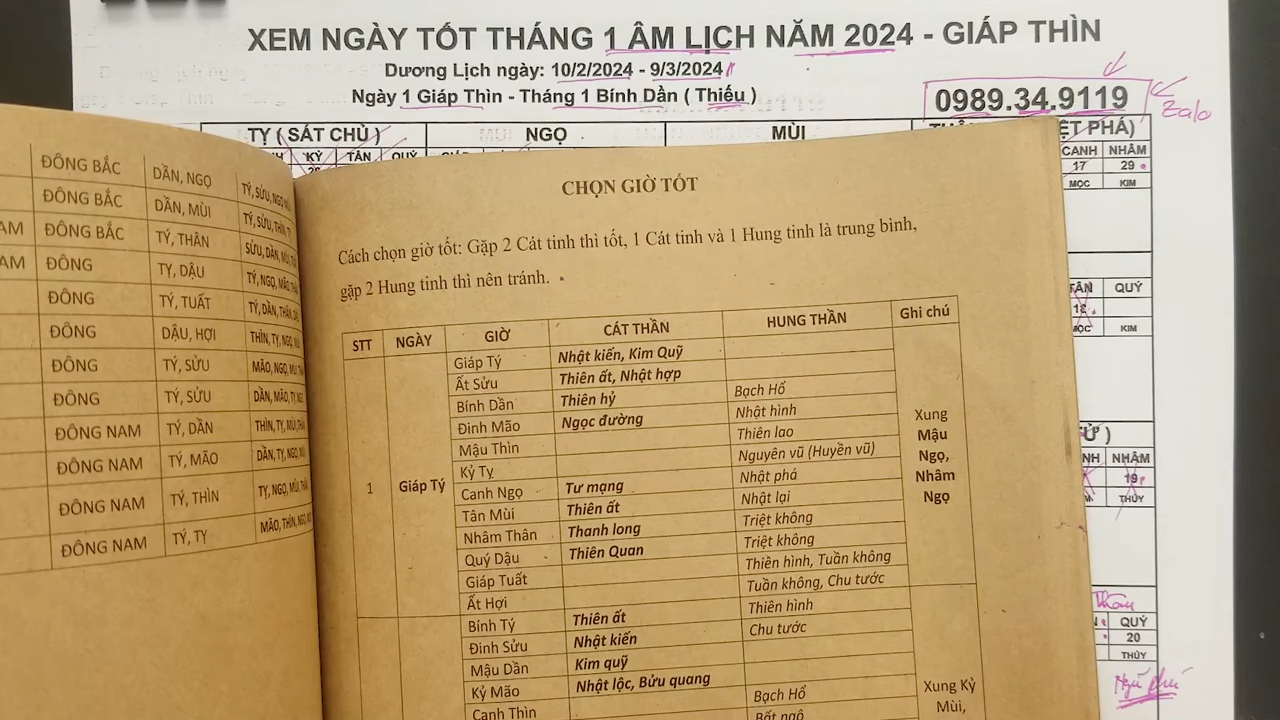 XEM NGÀY TỐT THÁNG 1 ÂM LỊCH NĂM 2024 - GIÁP THÌN
Dương Lịch ngày: 10/2/2024 - 9/3/2024
Ngày 1 Giáp Thìn - Tháng 1 Bính Dần ( Thiếu )
0989.34.9119
Zalo
TỴ ( SÁT CHỦ ) NGỌ MÙI
KỶ TÂN QUÝ CANH NHÂM
17 29
MỘC KIM
TÂN QUÝ
12
MỘC KIM
NHÂM
19
THỦY
QUÝ
20
THỦY
ĐÔNG BẮC DẦN, NGỌ
ĐÔNG BẮC DẦN, MÙI
ĐÔNG BẮC TÝ, THÂN
ĐÔNG TỴ, DẬU
ĐÔNG TÝ, TUẤT
ĐÔNG DẬU, HỢI
ĐÔNG TÝ, SỬU
ĐÔNG TÝ, SỬU
ĐÔNG NAM TÝ, DẦN
ĐÔNG NAM TÝ, MÃO
ĐÔNG NAM TÝ, THÌN
ĐÔNG NAM TÝ, TỴ
CHỌN GIỜ TỐT
Cách chọn giờ tốt: Gặp 2 Cát tinh thì tốt, 1 Cát tinh và 1 Hung tinh là trung bình,
gặp 2 Hung tinh thì nên tránh.
STT NGÀY GIỜ CÁT THẦN HUNG THẦN Ghi chú
1 Giáp Tý
Giáp Tý Nhật kiến, Kim Quỹ
Ất Sửu Thiên ất, Nhật hợp
Bính Dần Thiên hỷ Bạch Hổ
Đinh Mão Ngọc đường Nhật hình
Mậu Thìn Thiên lao
Kỷ Tỵ Nguyên vũ (Huyền vũ)
Canh Ngọ Tư mạng Nhật phá
Tân Mùi Thiên ất Nhật lại
Nhâm Thân Thanh long Triệt không
Quý Dậu Thiên Quan Triệt không
Giáp Tuất Thiên hình, Tuần không
Ất Hợi Tuần không, Chu tước
Xung
Mậu
Ngọ,
Nhâm
Ngọ
Bính Tý Thiên ất Thiên hình
Đinh Sửu Nhật kiến Chu tước
Mậu Dần Kim quỹ
Kỷ Mão Nhật lộc, Bửu quang
Canh Thìn Bạch Hổ
Xung Kỷ
Mùi,